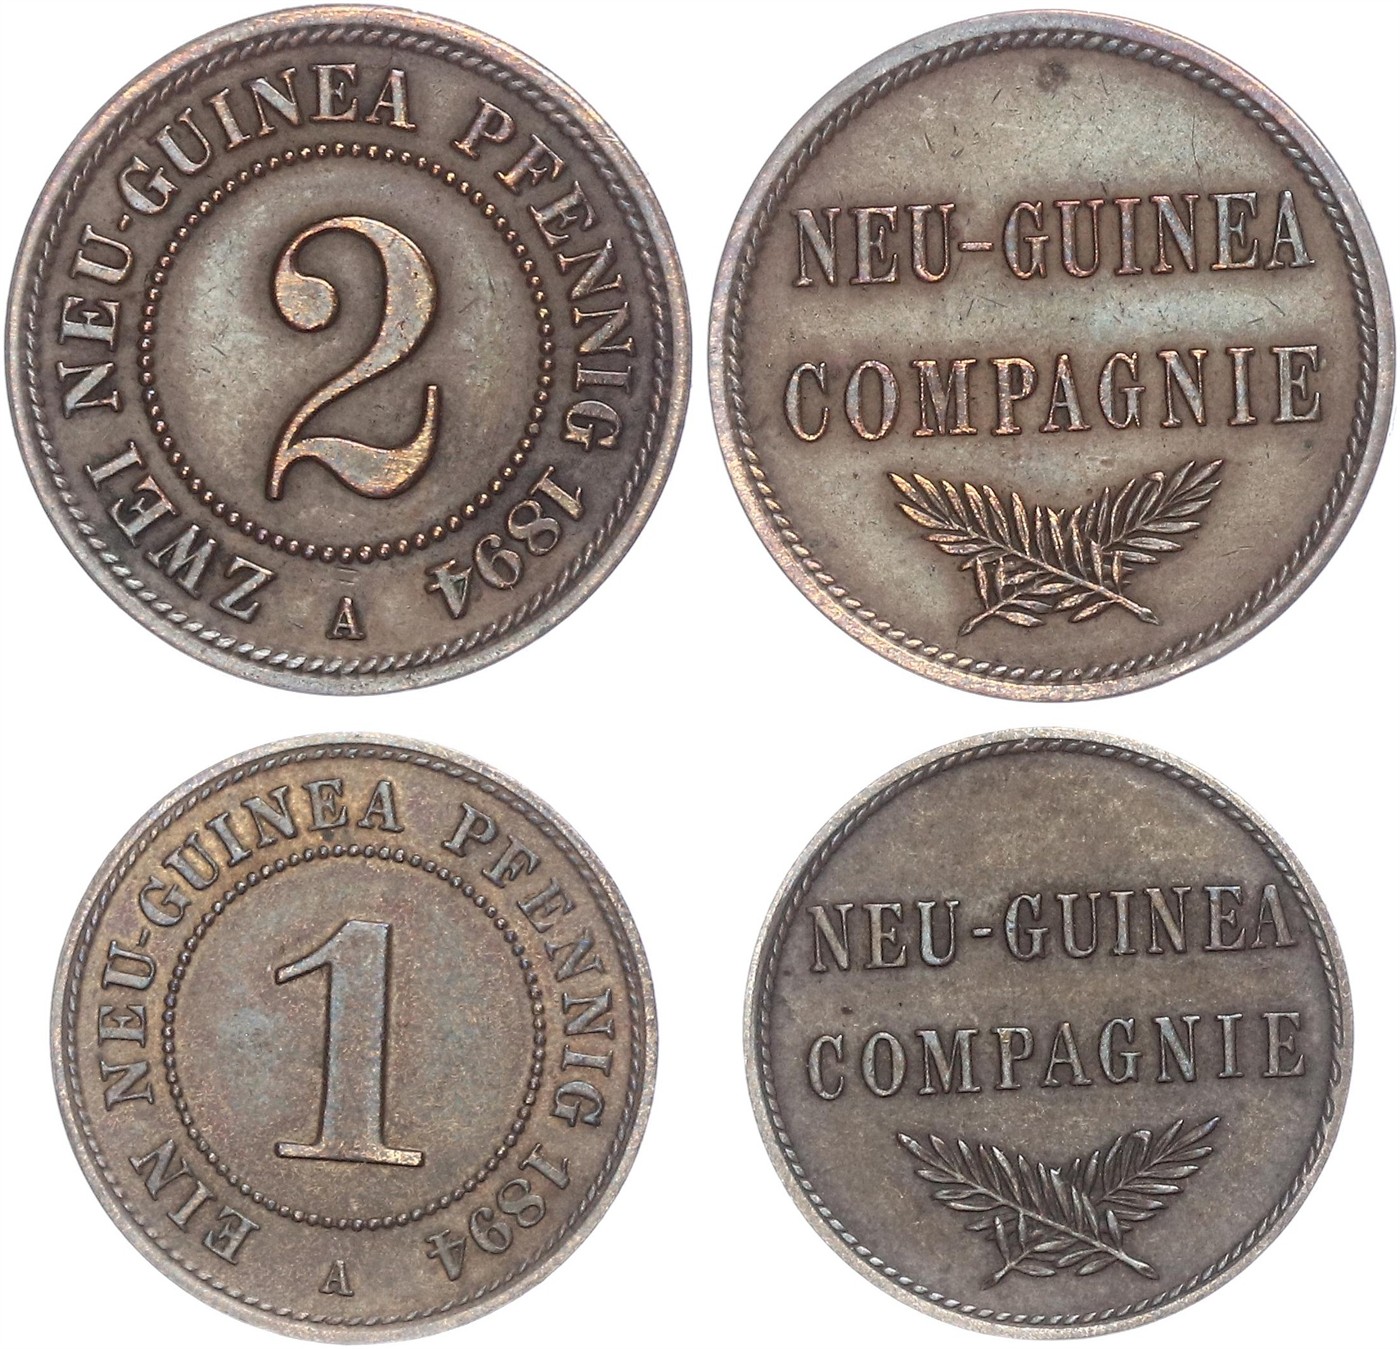 ZWEI NEU-GUINEA PFENNIG 1894
2
A
NEU-GUINEA
COMPAGNIE
EIN NEU-GUINEA PFENNIG 1894
1
A
NEU-GUINEA
COMPAGNIE